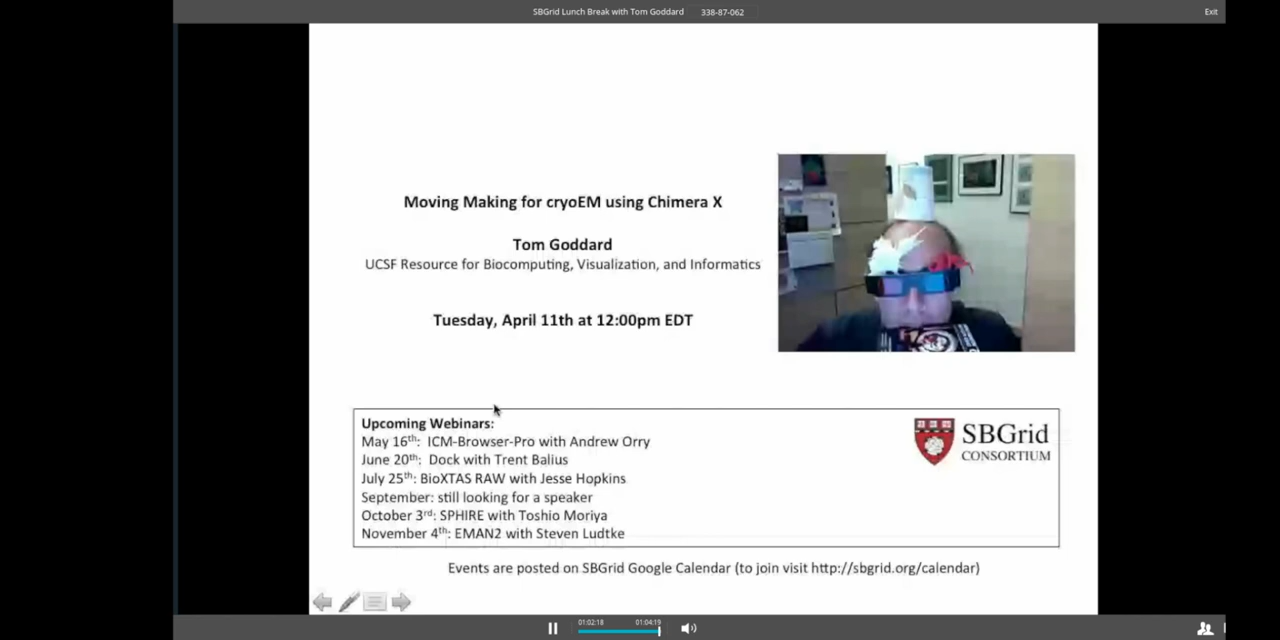 SBGrid Lunch Break with Tom Goddard 338-87-062 Exit
Moving Making for cryoEM using Chimera X
Tom Goddard
UCSF Resource for Biocomputing, Visualization, and Informatics
Tuesday, April 11th at 12:00pm EDT
Upcoming Webinars:
May 16th: ICM-Browser-Pro with Andrew Orry
June 20th: Dock with Trent Balius
July 25th: BioXTAS RAW with Jesse Hopkins
September: still looking for a speaker
October 3rd: SPHIRE with Toshio Moriya
November 4th: EMAN2 with Steven Ludtke
SBGrid
CONSORTIUM
Events are posted on SBGrid Google Calendar (to join visit http://sbgrid.org/calendar)
01:02:18 01:04:19